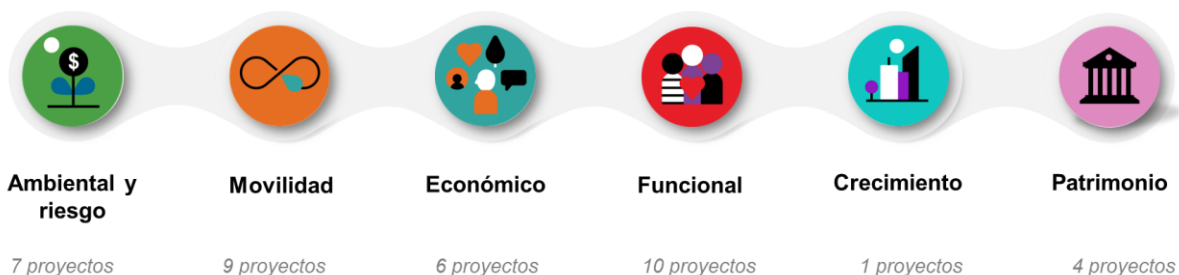 $
Ambiental y
riesgo
Movilidad
Económico
Funcional
Crecimiento
Patrimonio
7 proyectos
9 proyectos
6 proyectos
10 proyectos
1 proyectos
4 proyectos